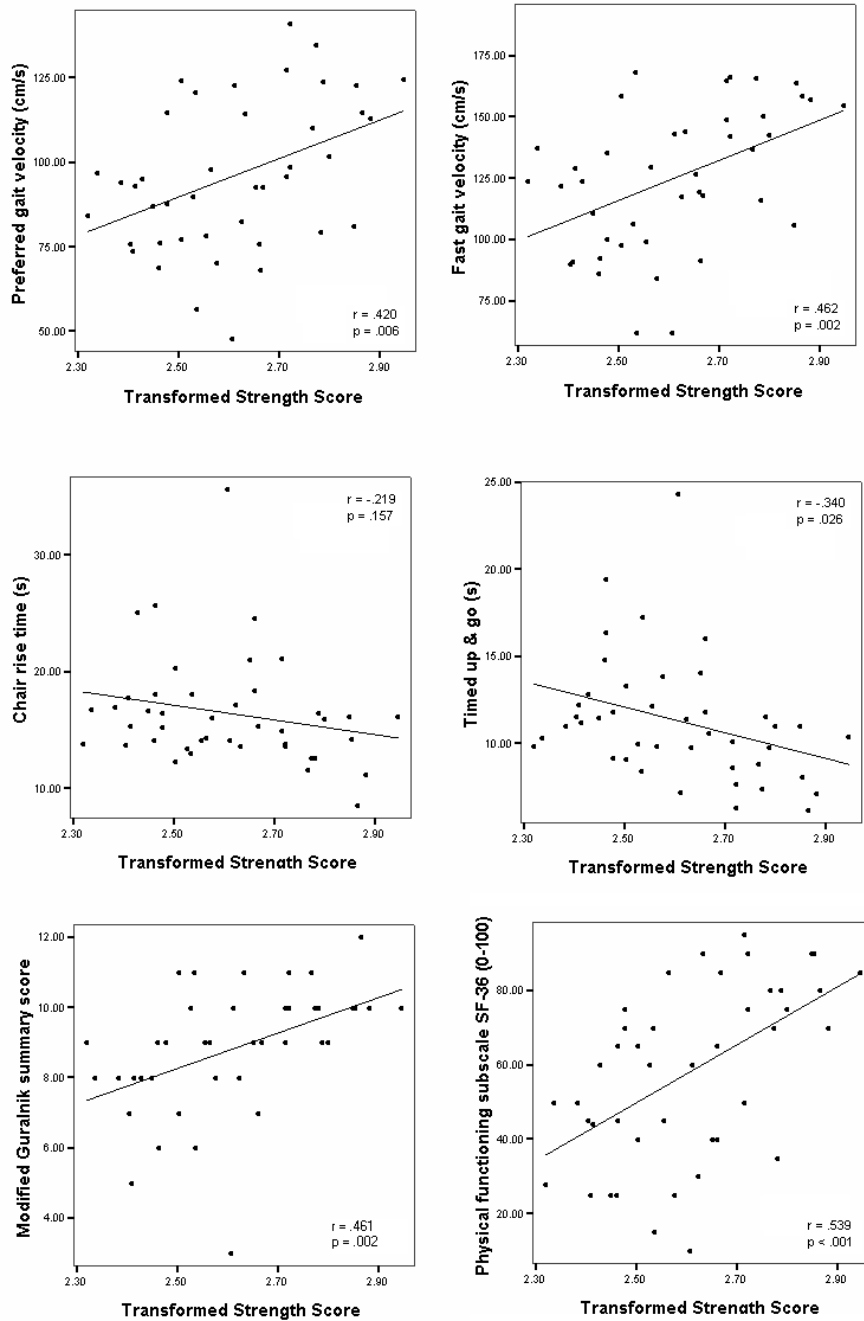 Preferred gait velocity (cm/s)
125.00
100.00
75.00
50.00
r = .420
p = .006
2.30 2.50 2.70 2.90
Transformed Strength Score
Fast gait velocity (cm/s)
175.00
150.00
125.00
100.00
75.00
r = .462
p = .002
2.30 2.50 2.70 2.90
Transformed Strength Score
Chair rise time (s)
30.00
20.00
10.00
r = -.219
p = .157
2.30 2.50 2.70 2.90
Transformed Strength Score
Timed up & go (s)
25.00
20.00
15.00
10.00
r = -.340
p = .026
2.30 2.50 2.70 2.90
Transformed Strength Score
Modified Guralnik summary score
12.00
10.00
8.00
6.00
4.00
r = .461
p = .002
2.30 2.50 2.70 2.90
Transformed Strength Score
Physical functioning subscale SF-36 (0-100)
80.00
60.00
40.00
20.00
r = .539
p < .001
2.30 2.50 2.70 2.90
Transformed Strength Score